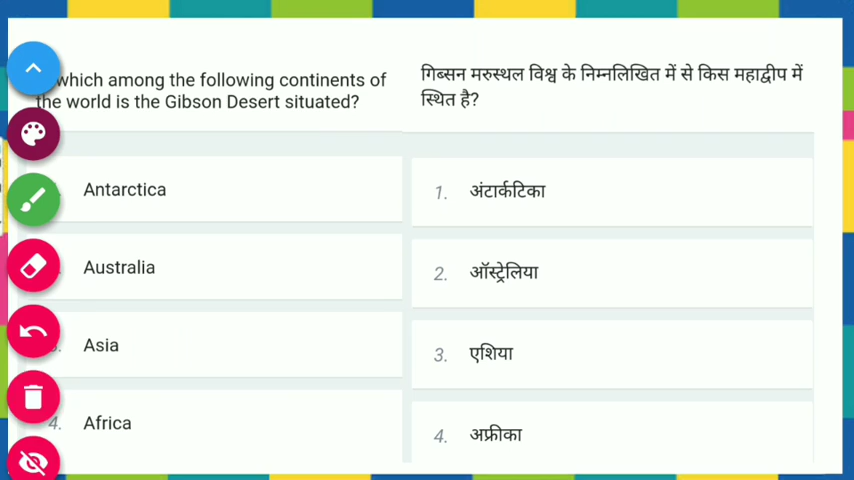 which among the following continents of
the world is the Gibson Desert situated?
Antarctica
Australia
Asia
4. Africa
गिब्सन मरुस्थल विश्व के निम्नलिखित में से किस महाद्वीप में
स्थित है?
1. अंटार्कटिका
2. ऑस्ट्रेलिया
3. एशिया
4. अफ्रीका